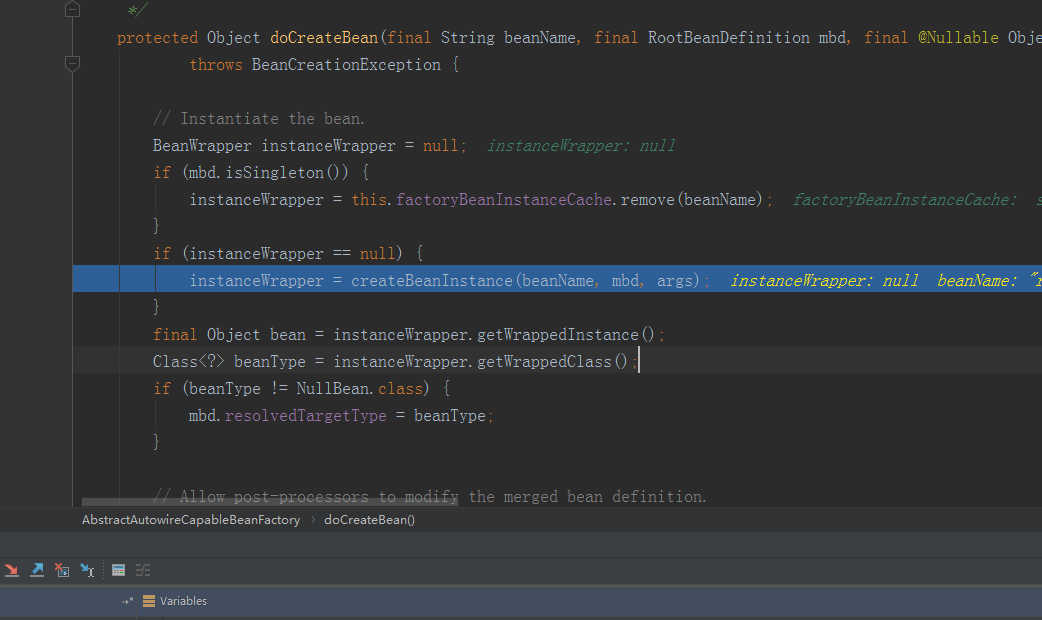 */
protected Object doCreateBean(final String beanName, final RootBeanDefinition mbd, final @Nullable Obje
throws BeanCreationException {
// Instantiate the bean.
BeanWrapper instanceWrapper = null; instanceWrapper: null
if (mbd.isSingleton()) {
instanceWrapper = this.factoryBeanInstanceCache.remove(beanName); factoryBeanInstanceCache: s
}
if (instanceWrapper == null) {
instanceWrapper = createBeanInstance(beanName, mbd, args); instanceWrapper: null beanName: "r
}
final Object bean = instanceWrapper.getWrappedInstance();
Class<?> beanType = instanceWrapper.getWrappedClass();
if (beanType != NullBean.class) {
mbd.resolvedTargetType = beanType;
}
// Allow post-processors to modify the merged bean definition.
AbstractAutowireCapableBeanFactory › doCreateBean()
Variables